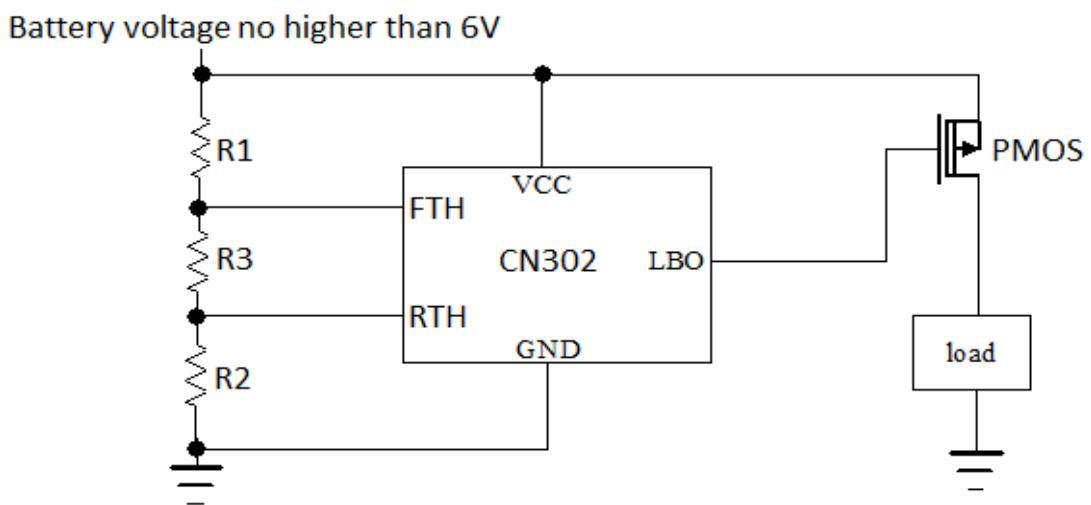 Battery voltage no higher than 6V
R1
VCC
PMOS
FTH
R3
CN302
LBO
RTH
GND
load
R2